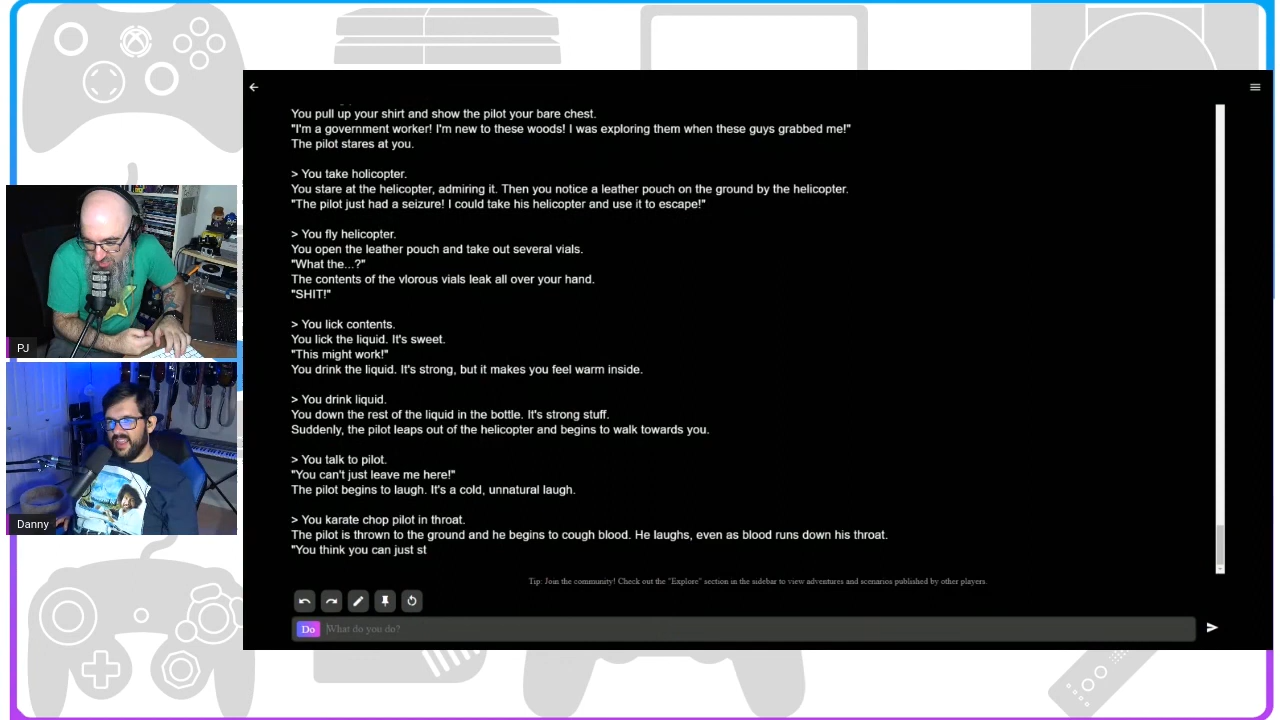 You pull up your shirt and show the pilot your bare chest.
"I'm a government worker! I'm new to these woods! I was exploring them when these guys grabbed me!"
The pilot stares at you.
> You take holicopter.
You stare at the helicopter, admiring it. Then you notice a leather pouch on the ground by the helicopter.
"The pilot just had a seizure! I could take his helicopter and use it to escape!"
> You fly helicopter.
You open the leather pouch and take out several vials.
"What the...?"
The contents of the vlorous vials leak all over your hand.
"SHIT!"
> You lick contents.
You lick the liquid. It's sweet.
"This might work!"
You drink the liquid. It's strong, but it makes you feel warm inside.
> You drink liquid.
You down the rest of the liquid in the bottle. It's strong stuff.
Suddenly, the pilot leaps out of the helicopter and begins to walk towards you.
> You talk to pilot.
"You can't just leave me here!"
The pilot begins to laugh. It's a cold, unnatural laugh.
> You karate chop pilot in throat.
The pilot is thrown to the ground and he begins to cough blood. He laughs, even as blood runs down his throat.
"You think you can just st
Tip: Join the community! Check out the "Explore" section in the sidebar to view adventures and scenarios published by other players.
Do What do you do?
PJ
Danny